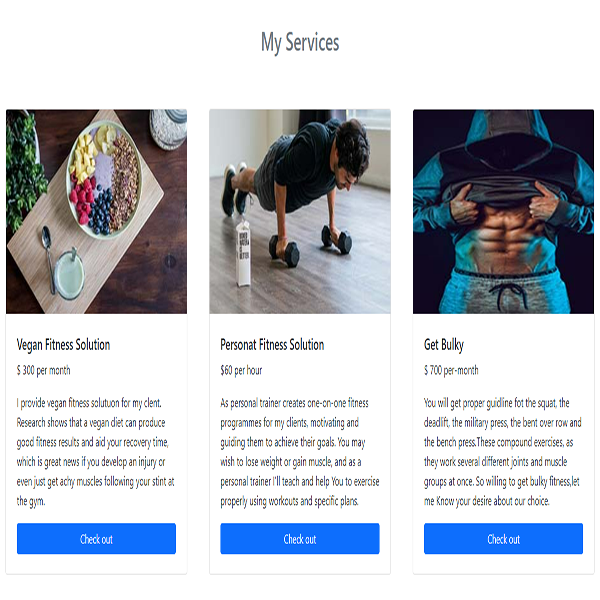 My Services
Vegan Fitness Solution
$ 300 per month
I provide vegan fitness solutuon for my clent.
Research shows that a vegan diet can produce
good fitness results and aid your recovery time,
which is great news if you develop an injury or
even just get achy muscles following your stint at
the gym.
Check out
Personat Fitness Solution
$60 per hour
As personal trainer creates one-on-one fitness
programmes for my clients, motivating and
guiding them to achieve their goals. You may
wish to lose weight or gain muscle, and as a
personal trainer I'll teach and help You to exercise
properly using workouts and specific plans.
Check out
Get Bulky
$ 700 per-month
You will get proper guidline fot the squat, the
deadlift, the military press, the bent over row and
the bench press.These compound exercises, as
they work several different joints and muscle
groups at once. So willing to get bulky fitness,let
me Know your desire about our choice.
Check out